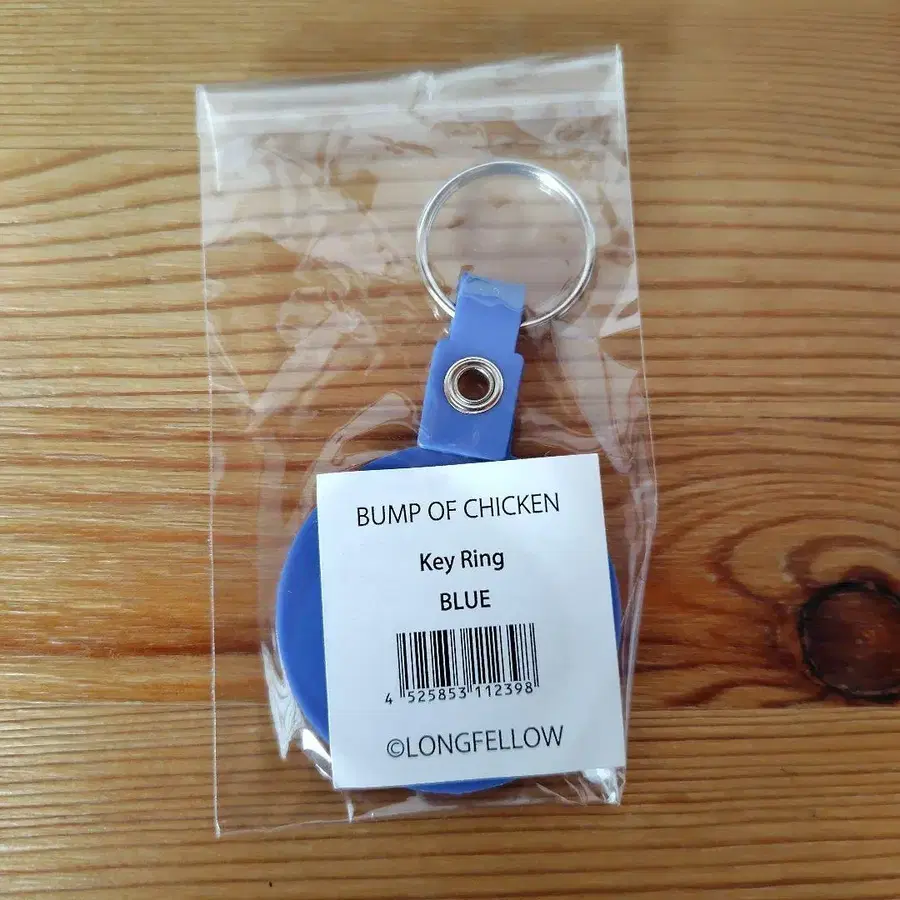 BUMP OF CHICKEN
Key Ring
BLUE
4 525853 112398
©LONGFELLOW